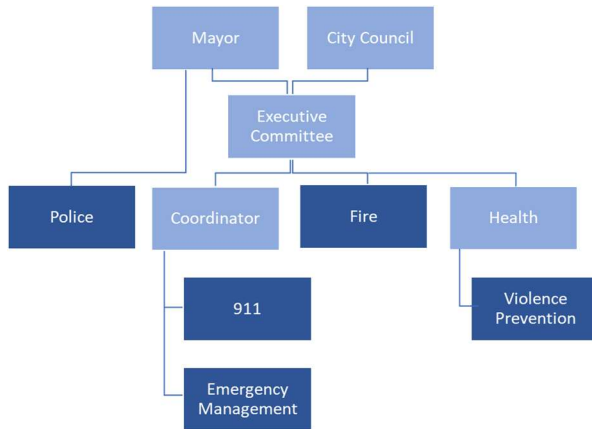 Mayor
City Council
Executive
Committee
Police
Coordinator
Fire
Health
911
Violence
Prevention
Emergency
Management